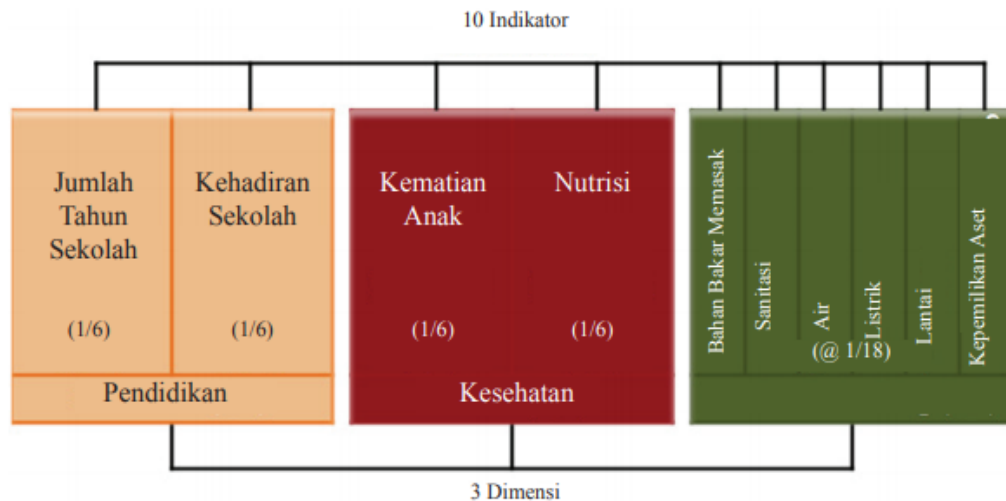 10 Indikator
Jumlah
Tahun
Sekolah
(1/6)
Kehadiran
Sekolah
(1/6)
Pendidikan
Kematian
Anak
(1/6)
Nutrisi
(1/6)
Kesehatan
Bahan Bakar Memasak
Sanitasi
Air
Listrik
Lantai
Kepemilikan Aset
(@ 1/18)
3 Dimensi